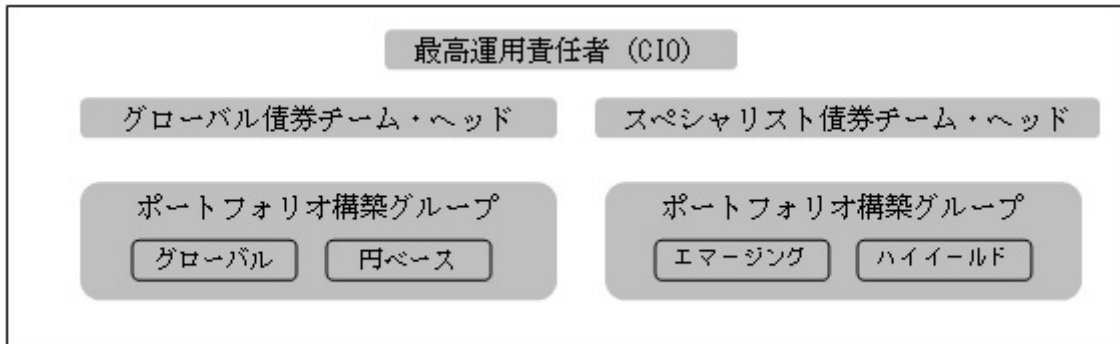 最高運用責任者（CIO）
グローバル債券チーム・ヘッド
スペシャリスト債券チーム・ヘッド
ポートフォリオ構築グループ
グローバル
円ベース
ポートフォリオ構築グループ
エマージング
ハイイールド